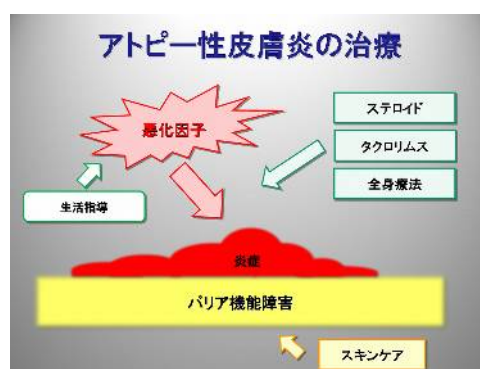 アトピー性皮膚炎の治療
悪化因子
ステロイド
タクロリムス
全身療法
生活指導
炎症
バリア機能障害
スキンケア